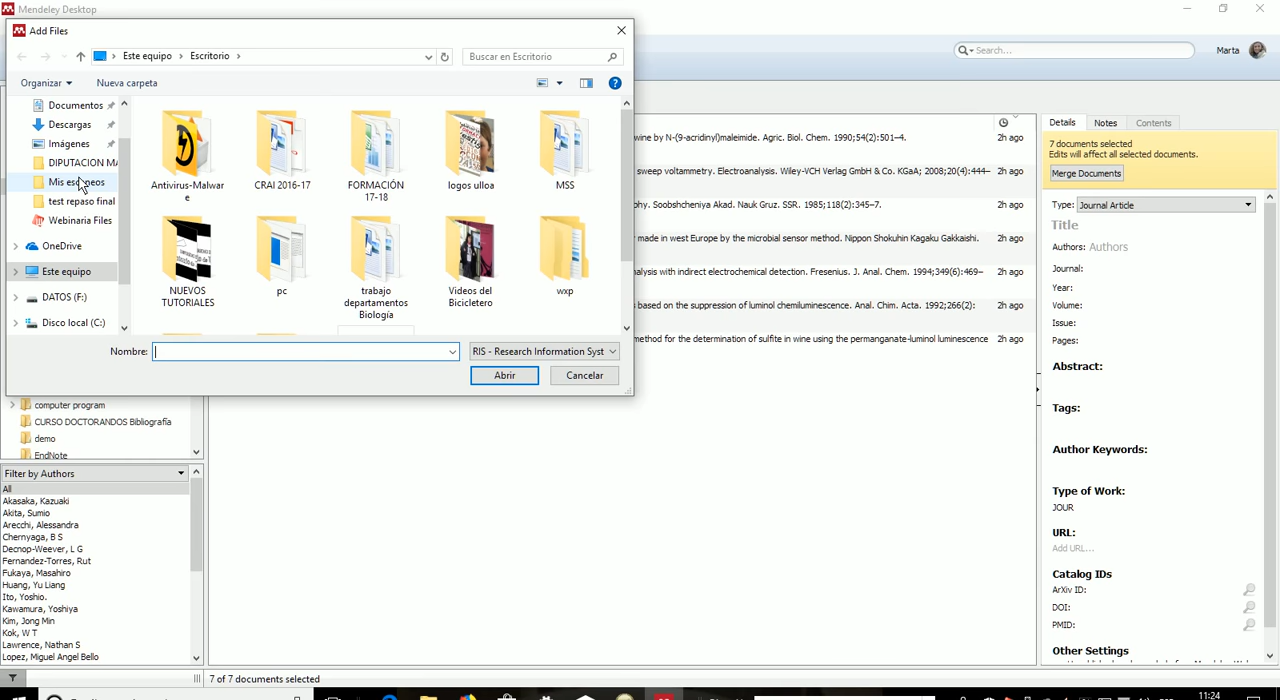 Mendeley Desktop
Add Files
Este equipo
Escritorio
Buscar en Escritorio
Search...
Marta
Organizar
Nueva carpeta
Documentos
Descargas
Imágenes
DIPUTACION MA
Mis escaneos
test repaso final
Webinaria Files
OneDrive
Este equipo
DATOS (F:)
Disco local (C:)
Antivirus-Malwar
e
CRAI 2016-17
FORMACIÓN
17-18
logos ulloa
MSS
NUEVOS
TUTORIALES
pc
trabajo
departamentos
Biología
Videos del
Bicicletero
wxp
Nombre:
RIS - Research Information Syst
Abrir
Cancelar
wine by N-(9-acridinyl)maleimide. Agric. Biol. Chem. 1990;54(2):501–4. 2h ago
sweep voltammetry. Electroanalysis. Wiley-VCH Verlag GmbH & Co. KGaA; 2008;20(4):444– 2h ago
phy. Soobshcheniya Akad. Nauk Gruz. SSR. 1985;118(2):345–7. 2h ago
r made in west Europe by the microbial sensor method. Nippon Shokuhin Kagaku Gakkaishi. 2h ago
nalysis with indirect electrochemical detection. Fresenius. J. Anal. Chem. 1994;349(6):469– 2h ago
s based on the suppression of luminol chemiluminescence. Anal. Chim. Acta. 1992;266(2): 2h ago
method for the determination of sulfite in wine using the permanganate-luminol luminescence 2h ago
Details
Notes
Contents
7 documents selected
Edits will affect all selected documents.
Merge Documents
Type: Journal Article
Title
Authors: Authors
Journal:
Year:
Volume:
Issue:
Pages:
Abstract:
Tags:
Author Keywords:
Type of Work:
JOUR
URL:
Add URL...
Catalog IDs
ArXiv ID:
DOI:
PMID:
Other Settings
computer program
CURSO DOCTORANDOS Bibliografía
demo
EndNote
Filter by Authors
All
Akasaka, Kazuaki
Akita, Sumio
Arecchi, Alessandra
Chernyaga, B S
Decnop-Weever, L G
Fernandez-Torres, Rut
Fukaya, Masahiro
Huang, Yu Liang
Ito, Yoshio.
Kawamura, Yoshiya
Kim, Jong Min
Kok, W T
Lawrence, Nathan S
Lopez, Miguel Angel Bello
7 of 7 documents selected
11:24